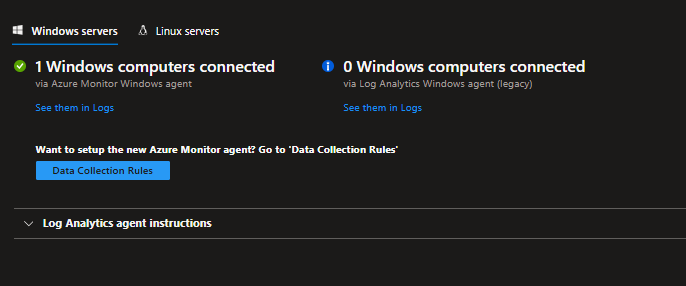 Windows servers
Linux servers
1 Windows computers connected
via Azure Monitor Windows agent
See them in Logs
0 Windows computers connected
via Log Analytics Windows agent (legacy)
See them in Logs
Want to setup the new Azure Monitor agent? Go to 'Data Collection Rules'
Data Collection Rules
Log Analytics agent instructions